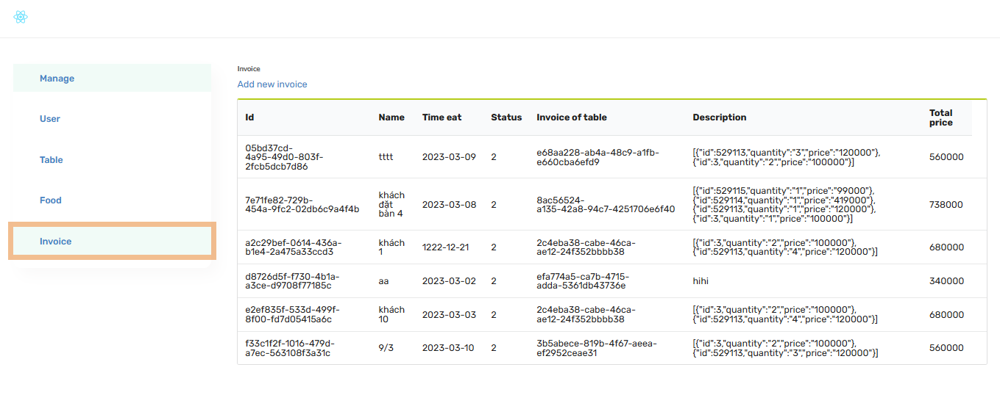 Manage
User
Table
Food
Invoice
Invoice
Add new invoice
Id Name Time eat Status Invoice of table Description Total price
05bd37cd-
4a95-49d0-803f-
2fcb5dcb7d86
tttt
2023-03-09
2
e68aa228-ab4a-48c9-a1fb-
e660cba6efd9
[{"id":529113,"quantity":"3","price":"120000"},
{"id":3,"quantity":"2","price":"100000"}]
560000
7e71fe82-729b-
454a-9fc2-02db6c9a4f4b
khách
đặt
bàn 4
2023-03-08
2
8ac56524-
a135-42a8-94c7-4251706e6f40
[{"id":529115,"quantity":"1","price":"99000"},
{"id":529114,"quantity":"1","price":"419000"},
{"id":529113,"quantity":"1","price":"120000"},
{"id":3,"quantity":"1","price":"100000"}]
738000
a2c29bef-0614-436a-
b1e4-2a475a33ccd3
khách
1
1222-12-21
2
2c4eba38-cabe-46ca-
ae12-24f352bbbb38
[{"id":3,"quantity":"2","price":"100000"},
{"id":529113,"quantity":"4","price":"120000"}]
680000
d8726d5f-f730-4b1a-
a3ce-d9708f77185c
aa
2023-03-02
2
efa774a5-ca7b-4715-
adda-5361db43736e
hihi
340000
e2ef835f-533d-499f-
8f00-fd7d05415a6c
khách
10
2023-03-03
2
2c4eba38-cabe-46ca-
ae12-24f352bbbb38
[{"id":3,"quantity":"2","price":"100000"},
{"id":529113,"quantity":"4","price":"120000"}]
680000
f33c1f2f-1016-479d-
a7ec-563108f3a31c
9/3
2023-03-10
2
3b5abece-819b-4f67-aeea-
ef2952ceae31
[{"id":3,"quantity":"2","price":"100000"},
{"id":529113,"quantity":"3","price":"120000"}]
560000